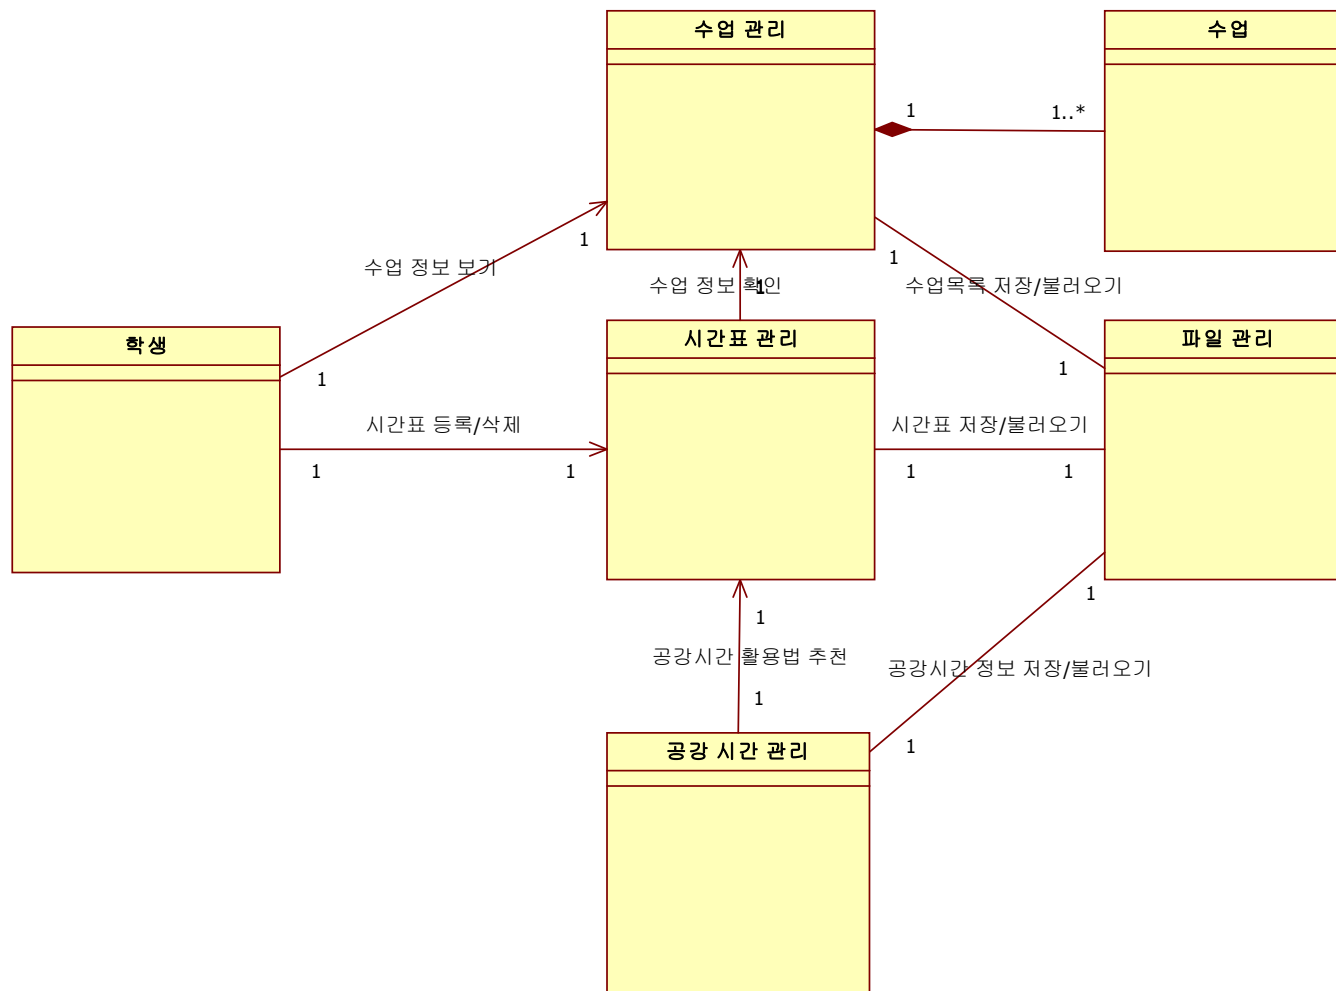 수업 관리
수업
1
1..*
1
수업 정보 보기
1
수업 정보 확인
1
수업목록 저장/불러오기
학생
시간표 관리
파일 관리
1
1
시간표 등록/삭제
시간표 저장/불러오기
1
1
1
1
1
1
공강시간 활용법 추천
공강시간 정보 저장/불러오기
1
1
공강 시간 관리